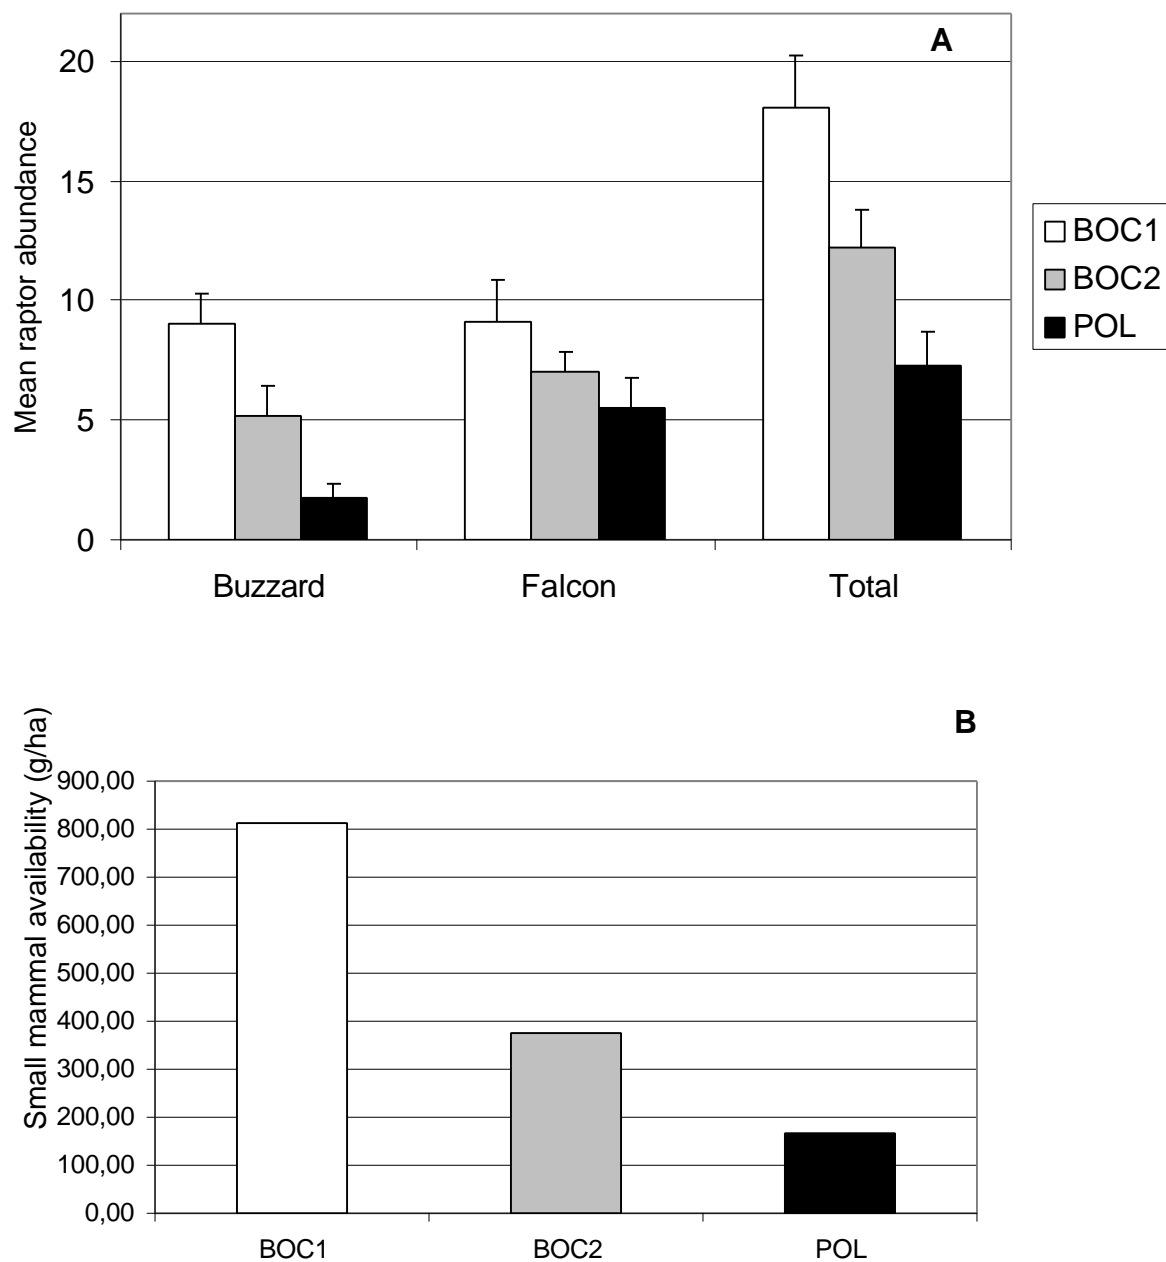 A
Mean raptor abundance
20
15
10
5
0
Buzzard Falcon Total
BOC1
BOC2
POL
B
Small mammal availability (g/ha)
900,00
800,00
700,00
600,00
500,00
400,00
300,00
200,00
100,00
0,00
BOC1 BOC2 POL